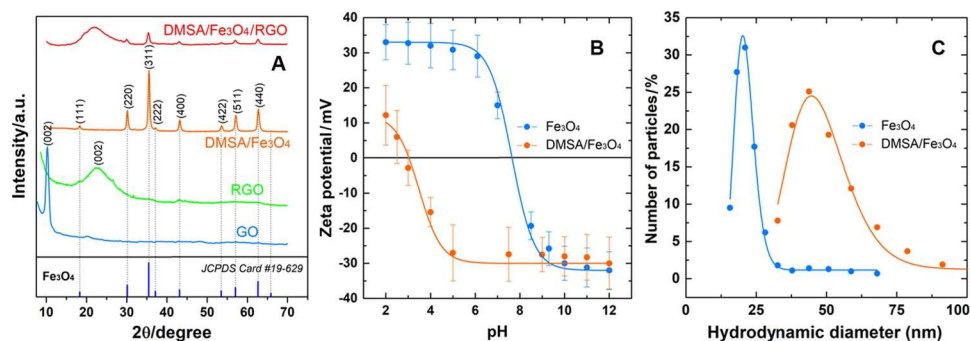 DMSA/Fe3O4/RGO
A
(311)
(002)
(111)
(220)
(222)
(400)
(422)
(511)
(440)
DMSA/Fe3O4
(002)
RGO
GO
Fe3O4
JCPDS Card #19-629
10 20 30 40 50 60 70
2θ/degree
Intensity/a.u.
B
40
30
20
10
0
-10
-20
-30
-40
Fe3O4
DMSA/Fe3O4
0 2 4 6 8 10 12
pH
Zeta potential/mV
C
35
30
25
20
15
10
5
0
Fe3O4
DMSA/Fe3O4
0 25 50 75 100
Hydrodynamic diameter (nm)
Number of particles/%